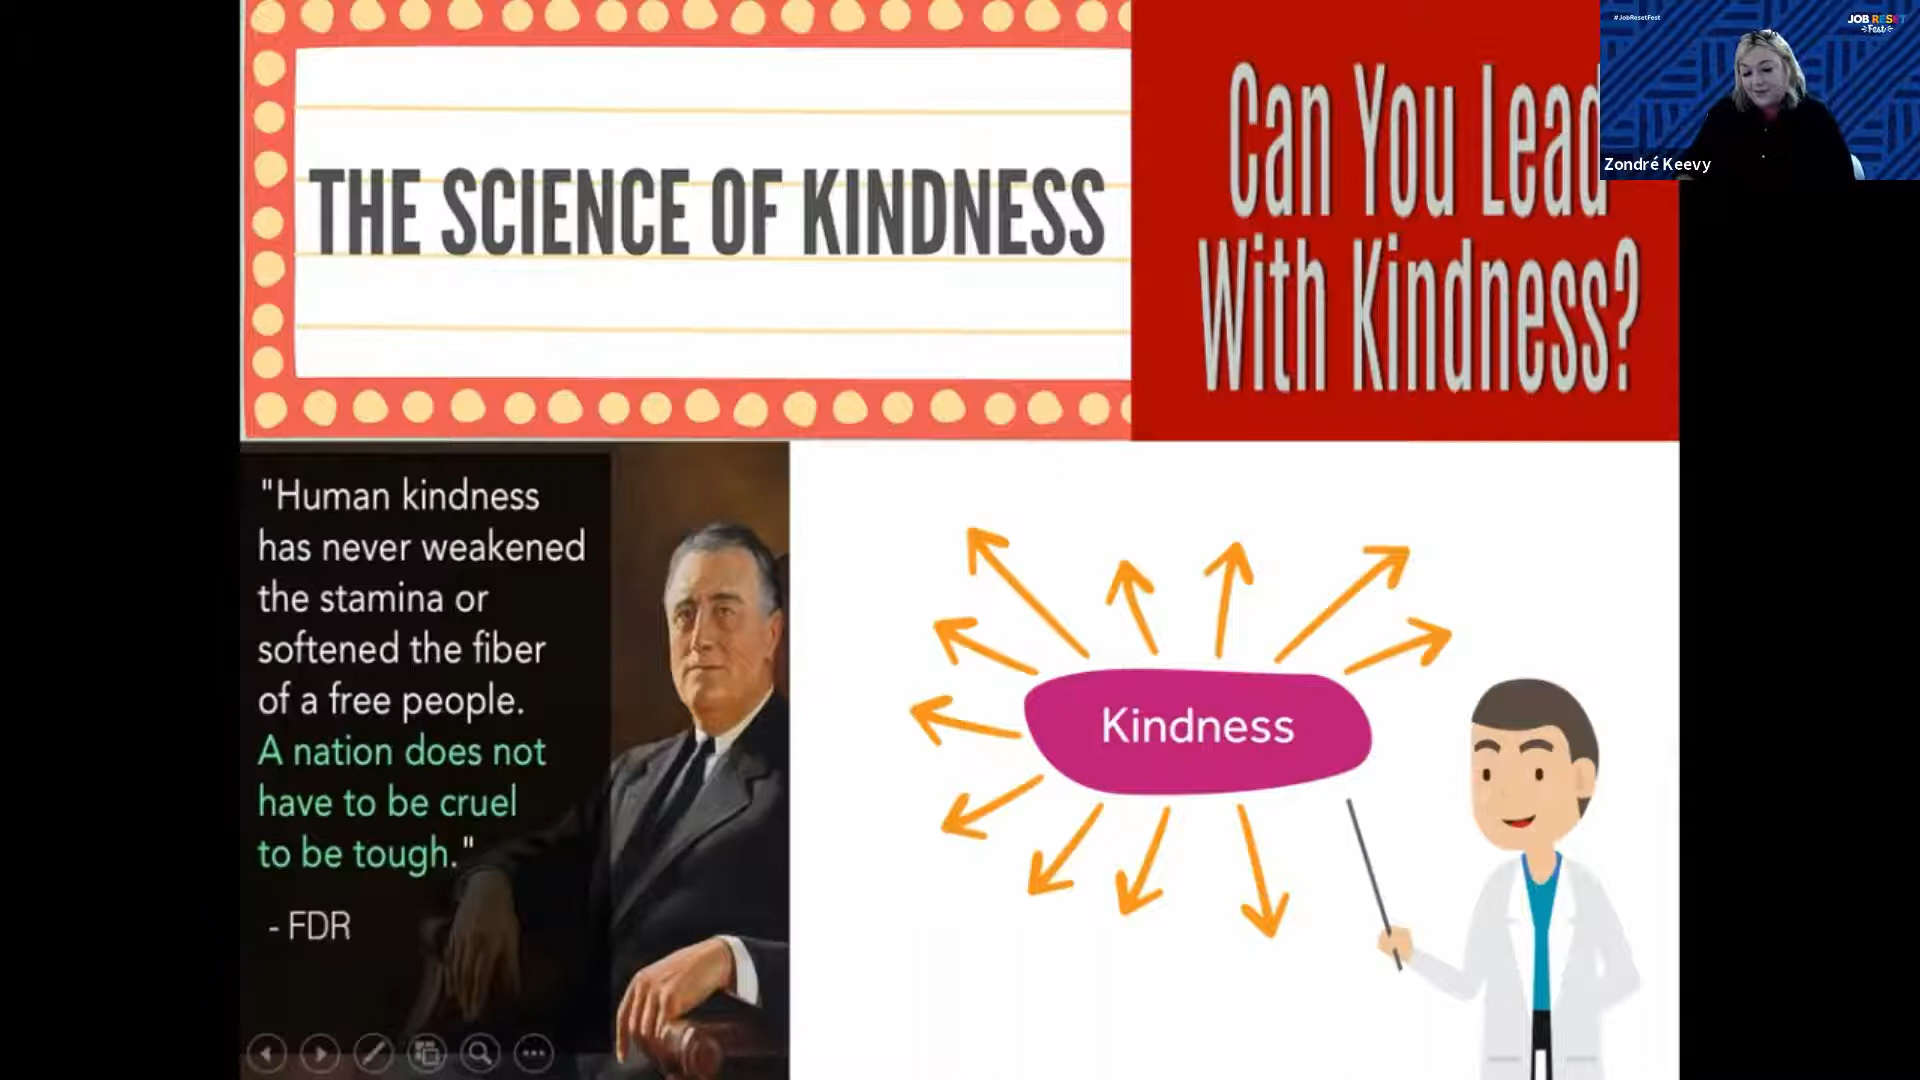 THE SCIENCE OF KINDNESS
Can You Lead
With Kindness?
#JobResetFest
JOB RESET
Fest
Zondré Keevy
"Human kindness
has never weakened
the stamina or
softened the fiber
of a free people.
A nation does not
have to be cruel
to be tough."
- FDR
Kindness